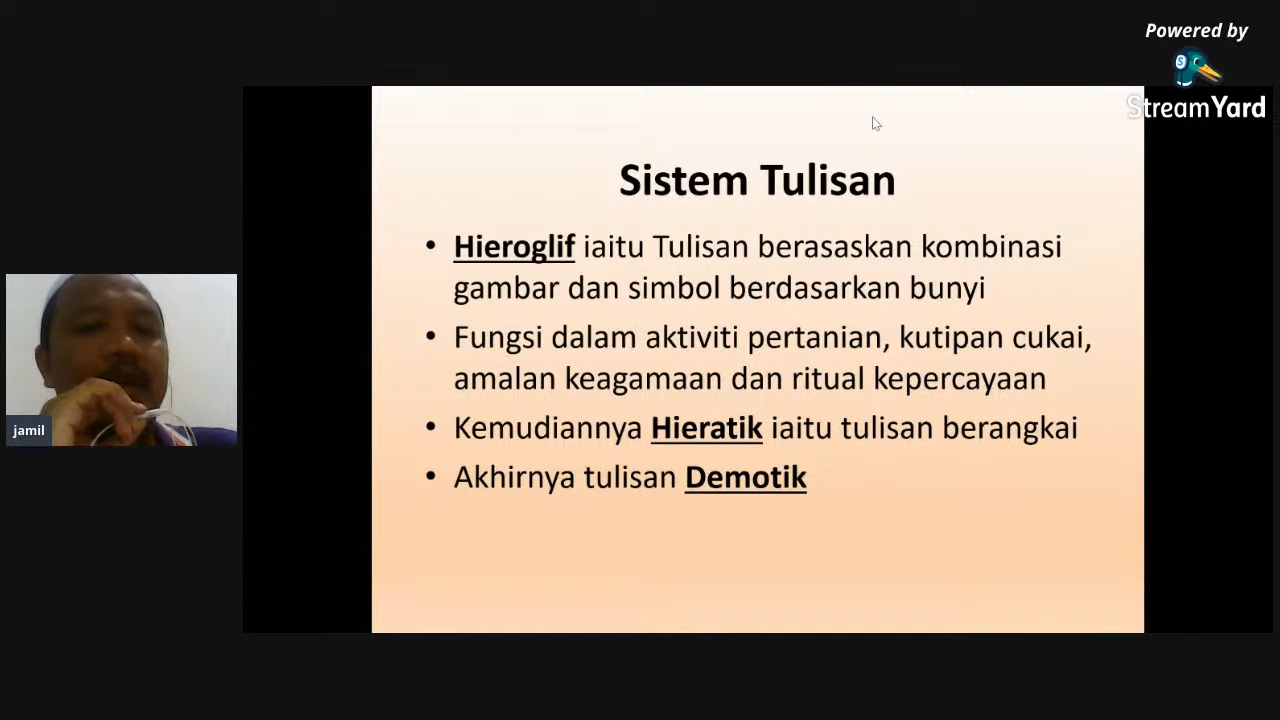 Powered by
StreamYard
Sistem Tulisan
• Hieroglif iaitu Tulisan berasaskan kombinasi
gambar dan simbol berdasarkan bunyi
• Fungsi dalam aktiviti pertanian, kutipan cukai,
amalan keagamaan dan ritual kepercayaan
• Kemudiannya Hieratik iaitu tulisan berangkai
• Akhirnya tulisan Demotik
jamil